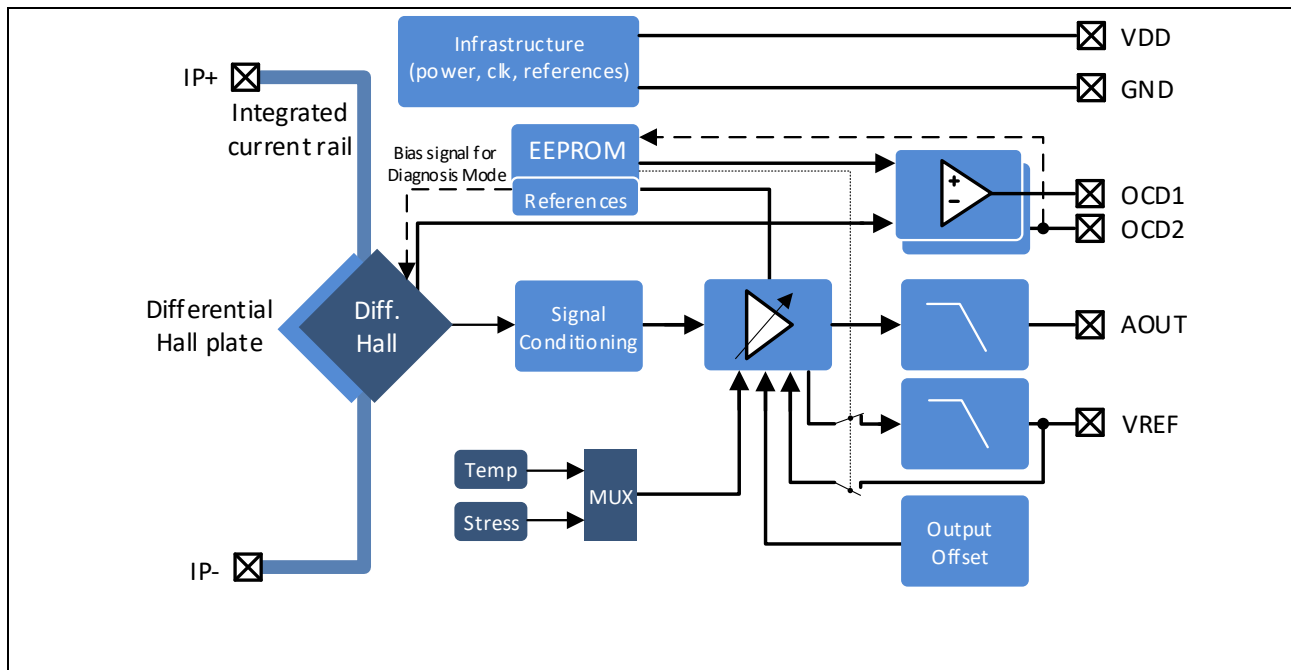 Infrastructure
(power, clk, references)
VDD
GND
IP+
Integrated
current rail
Bias signal for
Diagnosis Mode
EEPROM
References
+
-
OCD1
OCD2
Differential
Hall plate
Diff.
Hall
Signal
Conditioning
AOUT
VREF
Temp
Stress
MUX
Output
Offset
IP-